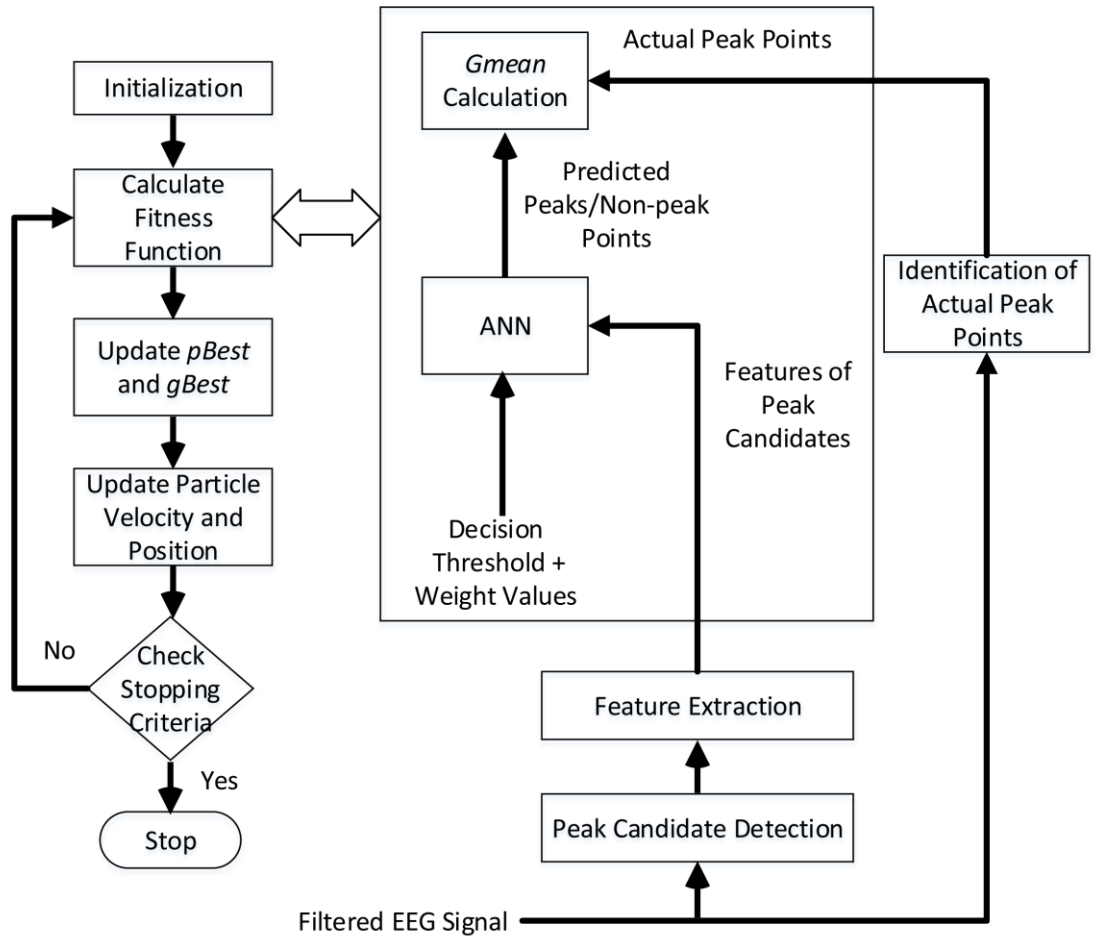 Initialization
Calculate
Fitness
Function
Update pBest
and gBest
Update Particle
Velocity and
Position
No
Check
Stopping
Criteria
Yes
Stop
Gmean
Calculation
Actual Peak Points
Predicted
Peaks/Non-peak
Points
ANN
Identification of
Actual Peak
Points
Features of
Peak
Candidates
Decision
Threshold +
Weight Values
Feature Extraction
Peak Candidate Detection
Filtered EEG Signal